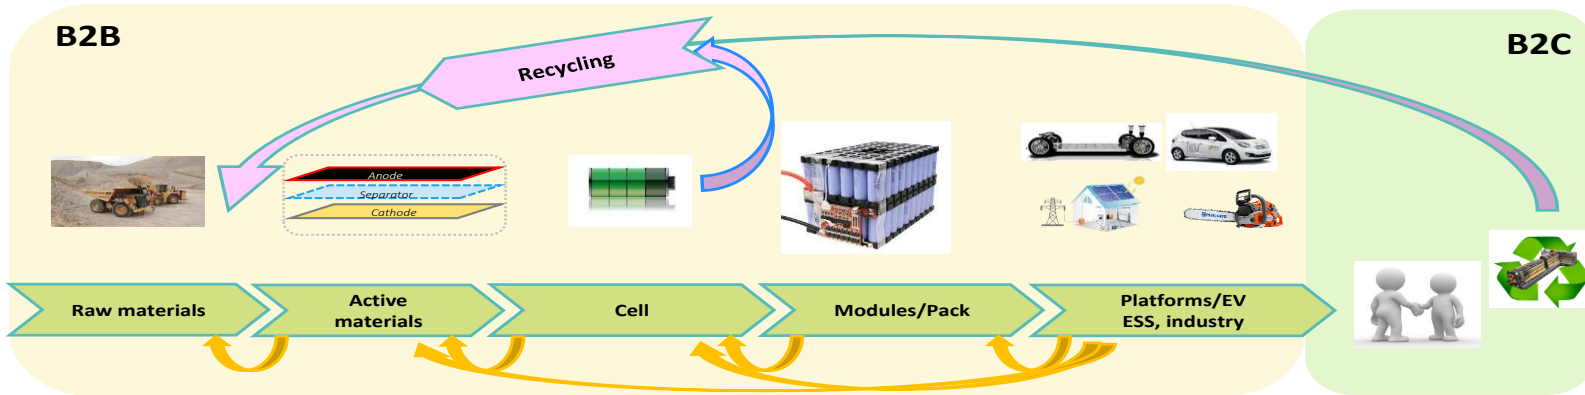 B2B
B2C
Recycling
Anode
Separator
Cathode
Raw materials
Active
materials
Cell
Modules/Pack
Platforms/EV
ESS, industry